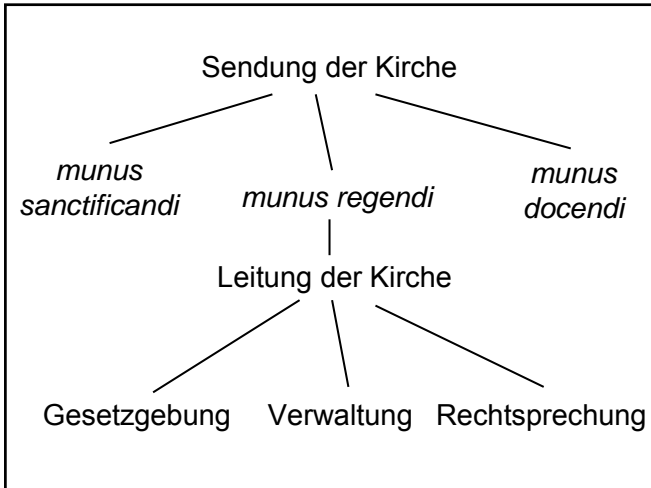 Sendung der Kirche
munus
sanctificandi
munus regendi
munus
docendi
Leitung der Kirche
Gesetzgebung
Verwaltung
Rechtsprechung